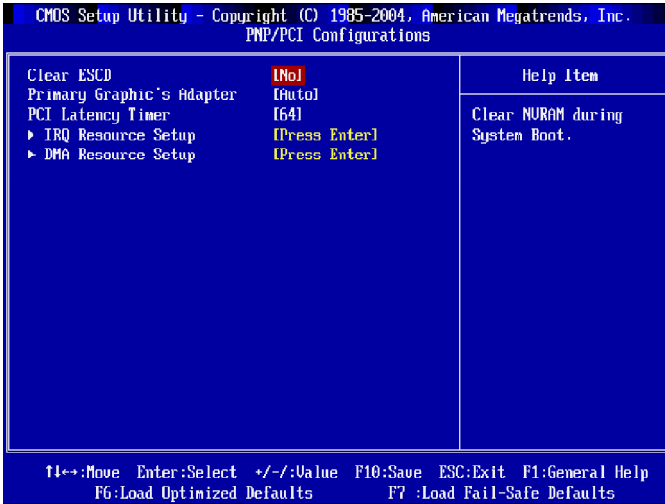 CMOS Setup Utility - Copyright (C) 1985-2004, American Megatrends, Inc.
PNP/PCI Configurations
Clear ESCD [No]
Primary Graphic's Adapter [Auto]
PCI Latency Timer [64]
▸ IRQ Resource Setup [Press Enter]
▸ DMA Resource Setup [Press Enter]
Help Item
Clear NVRAM during
System Boot.
↑↓←→:Move Enter:Select +/-/:Value F10:Save ESC:Exit F1:General Help
F6:Load Optimized Defaults F7 :Load Fail-Safe Defaults